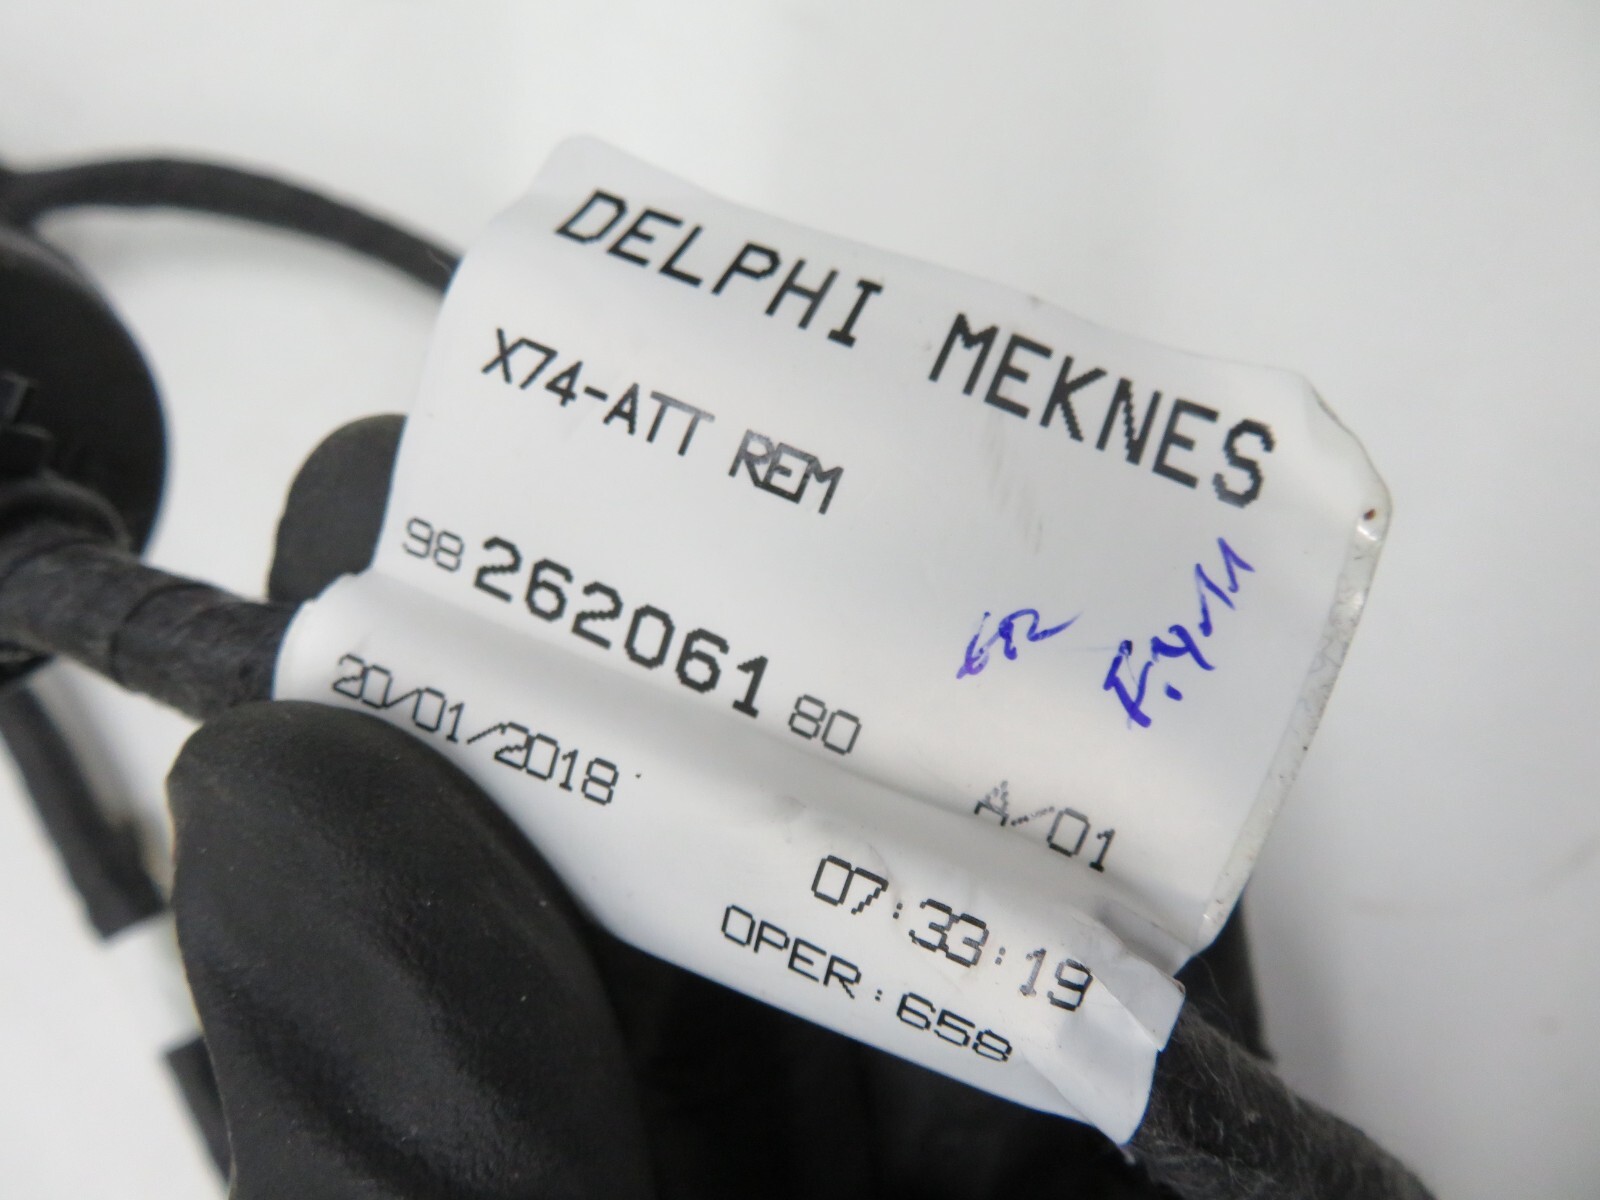 DELPHI MEKNES
X74-ATT REM
98 262061 80
20/01/2018
A/01
07:33:19
OPER: 658